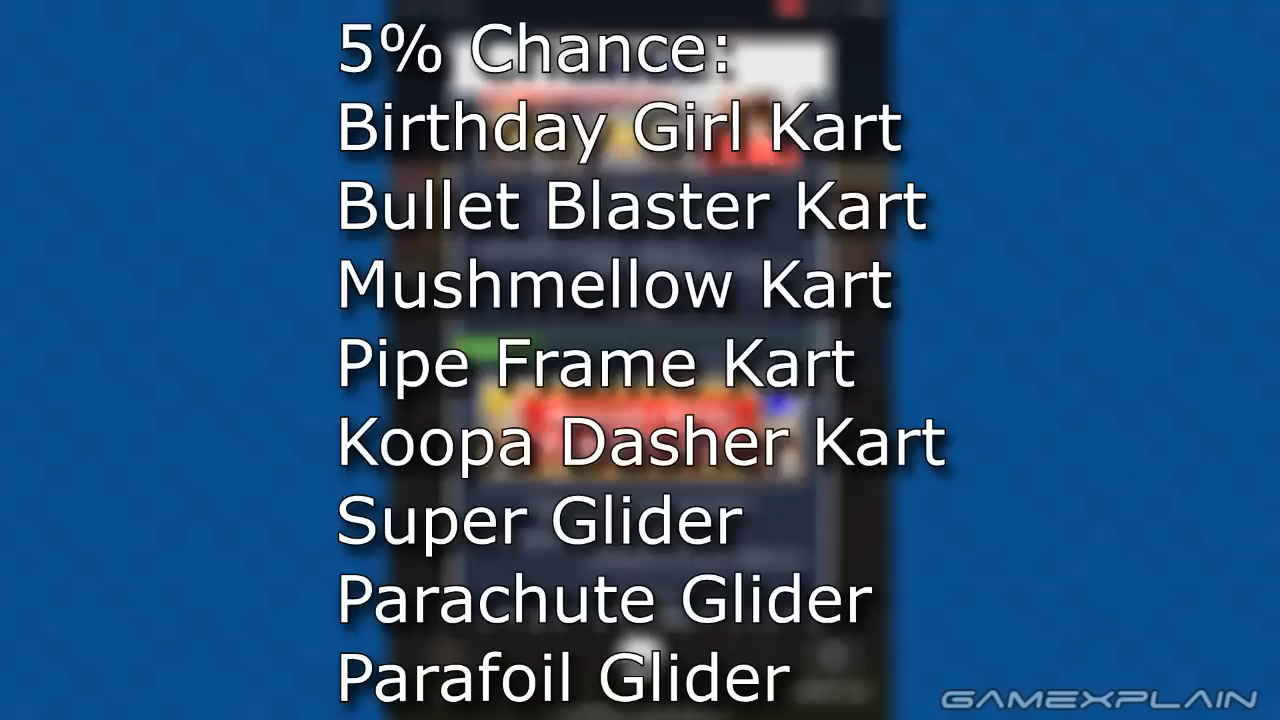 5% Chance:
Birthday Girl Kart
Bullet Blaster Kart
Mushmellow Kart
Pipe Frame Kart
Koopa Dasher Kart
Super Glider
Parachute Glider
Parafoil Glider
GAMEXPLAIN